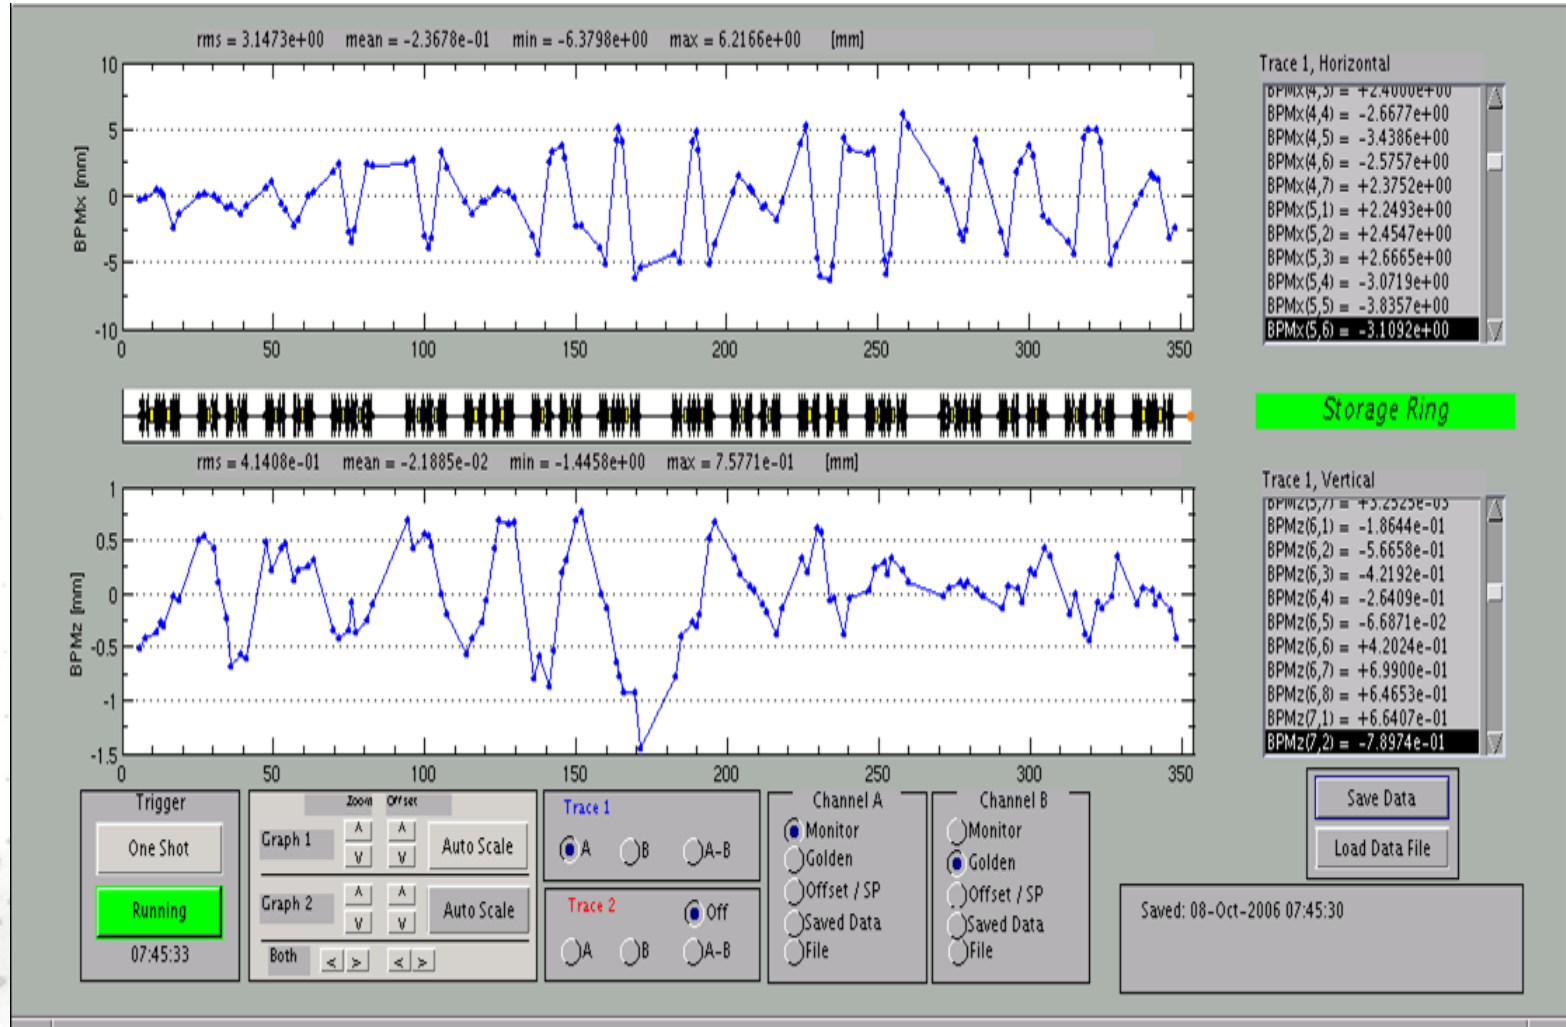 rms = 3.1473e+00 mean = -2.3678e-01 min = -6.3798e+00 max = 6.2166e+00 [mm]
10
5
0
-5
-10
BPMx [mm]
0 50 100 150 200 250 300 350
Trace 1, Horizontal
BPMx(4,3) = +2.4000e+00
BPMx(4,4) = -2.6677e+00
BPMx(4,5) = -3.4386e+00
BPMx(4,6) = -2.5757e+00
BPMx(4,7) = +2.3752e+00
BPMx(5,1) = +2.2493e+00
BPMx(5,2) = +2.4547e+00
BPMx(5,3) = +2.6665e+00
BPMx(5,4) = -3.0719e+00
BPMx(5,5) = -3.8357e+00
BPMx(5,6) = -3.1092e+00
Storage Ring
rms = 4.1408e-01 mean = -2.1885e-02 min = -1.4458e+00 max = 7.5771e-01 [mm]
1
0.5
0
-0.5
-1
-1.5
BPMz [mm]
0 50 100 150 200 250 300 350
Trace 1, Vertical
BPMz(5,7) = +3.2525e-03
BPMz(6,1) = -1.8644e-01
BPMz(6,2) = -5.6658e-01
BPMz(6,3) = -4.2192e-01
BPMz(6,4) = -2.6409e-01
BPMz(6,5) = -6.6871e-02
BPMz(6,6) = +4.2024e-01
BPMz(6,7) = +6.9900e-01
BPMz(6,8) = +6.4653e-01
BPMz(7,1) = +6.6407e-01
BPMz(7,2) = -7.8974e-01
Trigger
One Shot
Running
07:45:33
Zoom Offset
Graph 1
Auto Scale
Graph 2
Auto Scale
Both
Trace 1
A B A-B
Trace 2
Off
A B A-B
Channel A
Monitor
Golden
Offset / SP
Saved Data
File
Channel B
Monitor
Golden
Offset / SP
Saved Data
File
Save Data
Load Data File
Saved: 08-Oct-2006 07:45:30